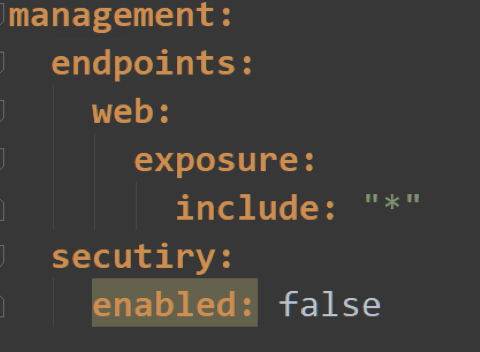 management:
  endpoints:
    web:
      exposure:
        include: "*"
  secutiry:
    enabled: false